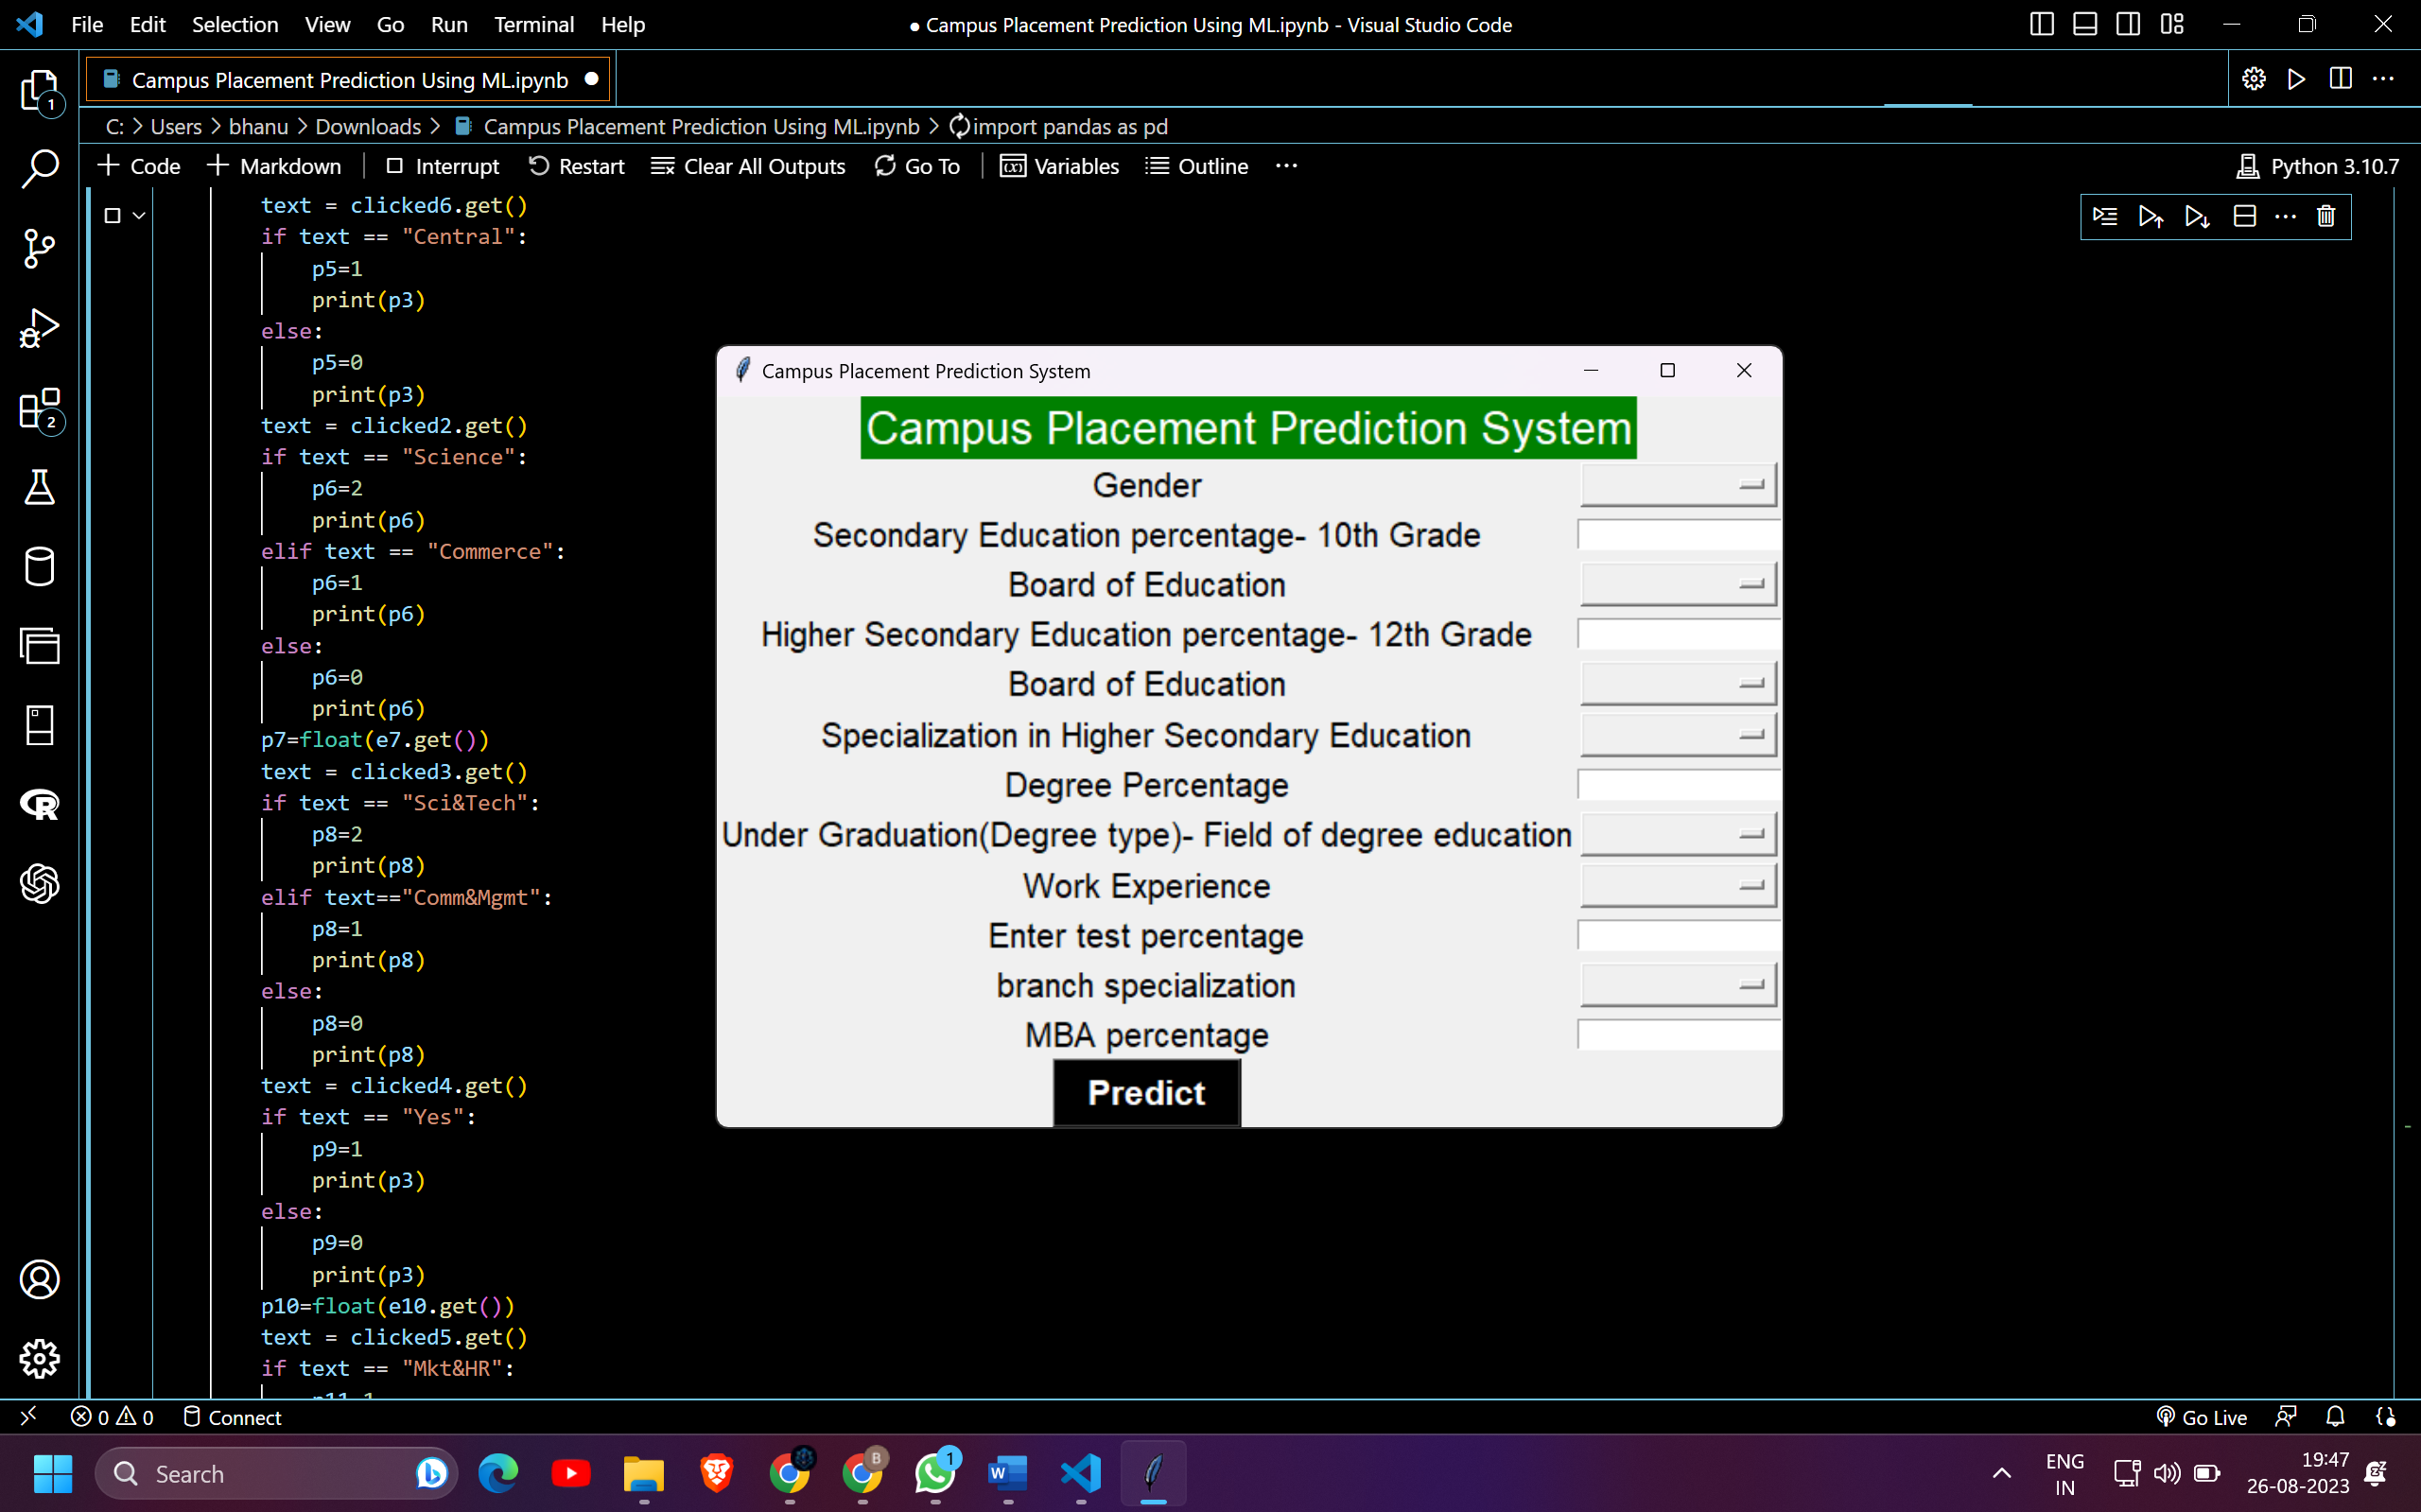 File Edit Selection View Go Run Terminal Help
● Campus Placement Prediction Using ML.ipynb - Visual Studio Code
Campus Placement Prediction Using ML.ipynb ●
C: > Users > bhanu > Downloads > Campus Placement Prediction Using ML.ipynb > import pandas as pd
+ Code + Markdown Interrupt Restart Clear All Outputs Go To Variables Outline ...
Python 3.10.7
text = clicked6.get()
if text == "Central":
p5=1
print(p3)
else:
p5=0
print(p3)
text = clicked2.get()
if text == "Science":
p6=2
print(p6)
elif text == "Commerce":
p6=1
print(p6)
else:
p6=0
print(p6)
p7=float(e7.get())
text = clicked3.get()
if text == "Sci&Tech":
p8=2
print(p8)
elif text=="Comm&Mgmt":
p8=1
print(p8)
else:
p8=0
print(p8)
text = clicked4.get()
if text == "Yes":
p9=1
print(p3)
else:
p9=0
print(p3)
p10=float(e10.get())
text = clicked5.get()
if text == "Mkt&HR":
Campus Placement Prediction System
Campus Placement Prediction System
Gender
Secondary Education percentage- 10th Grade
Board of Education
Higher Secondary Education percentage- 12th Grade
Board of Education
Specialization in Higher Secondary Education
Degree Percentage
Under Graduation(Degree type)- Field of degree education
Work Experience
Enter test percentage
branch specialization
MBA percentage
Predict
1
2
0 0 Connect
Go Live
Search
B
1
W
ENG
IN
19:47
26-08-2023